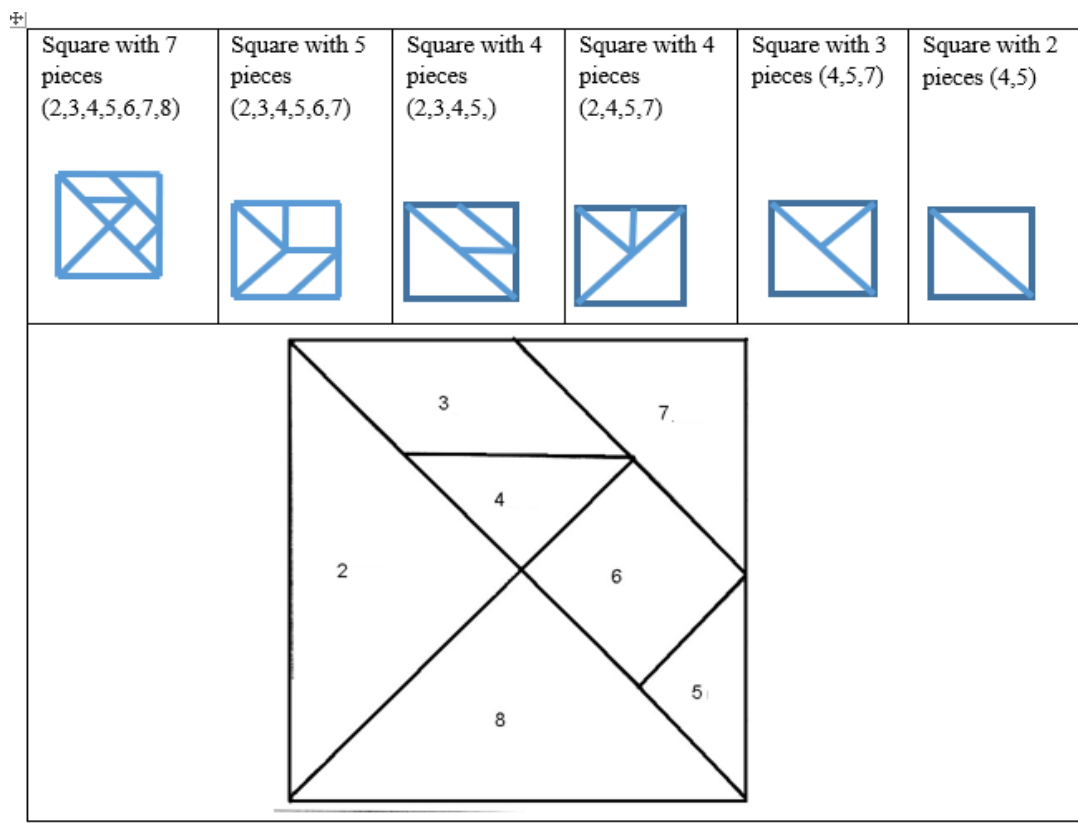 Square with 7
pieces
(2,3,4,5,6,7,8)
Square with 5
pieces
(2,3,4,5,6,7)
Square with 4
pieces
(2,3,4,5,)
Square with 4
pieces
(2,4,5,7)
Square with 3
pieces (4,5,7)
Square with 2
pieces (4,5)
3
7
4
2
6
5
8